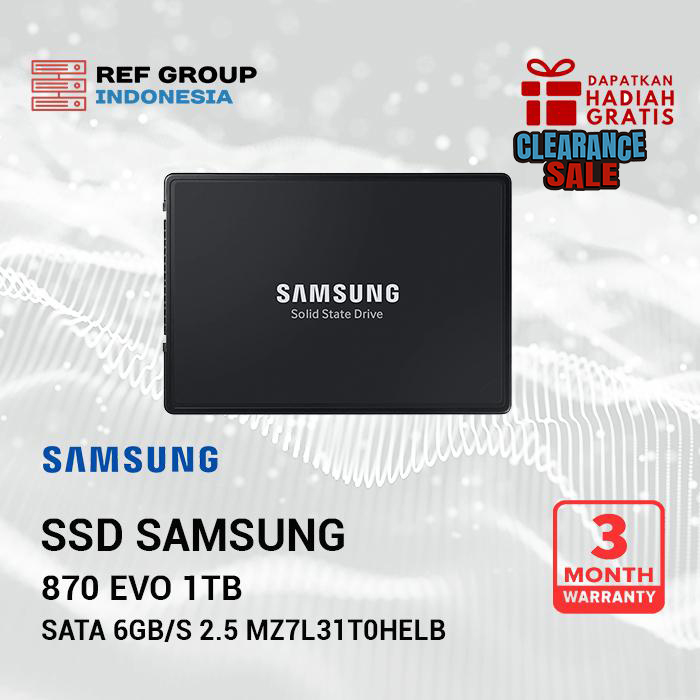 REF GROUP
INDONESIA
DAPATKAN
HADIAH
GRATIS
CLEARANCE
SALE
SAMSUNG
Solid State Drive
SAMSUNG
SSD SAMSUNG
870 EVO 1TB
SATA 6GB/S 2.5 MZ7L31T0HELB
3
MONTH
WARRANTY